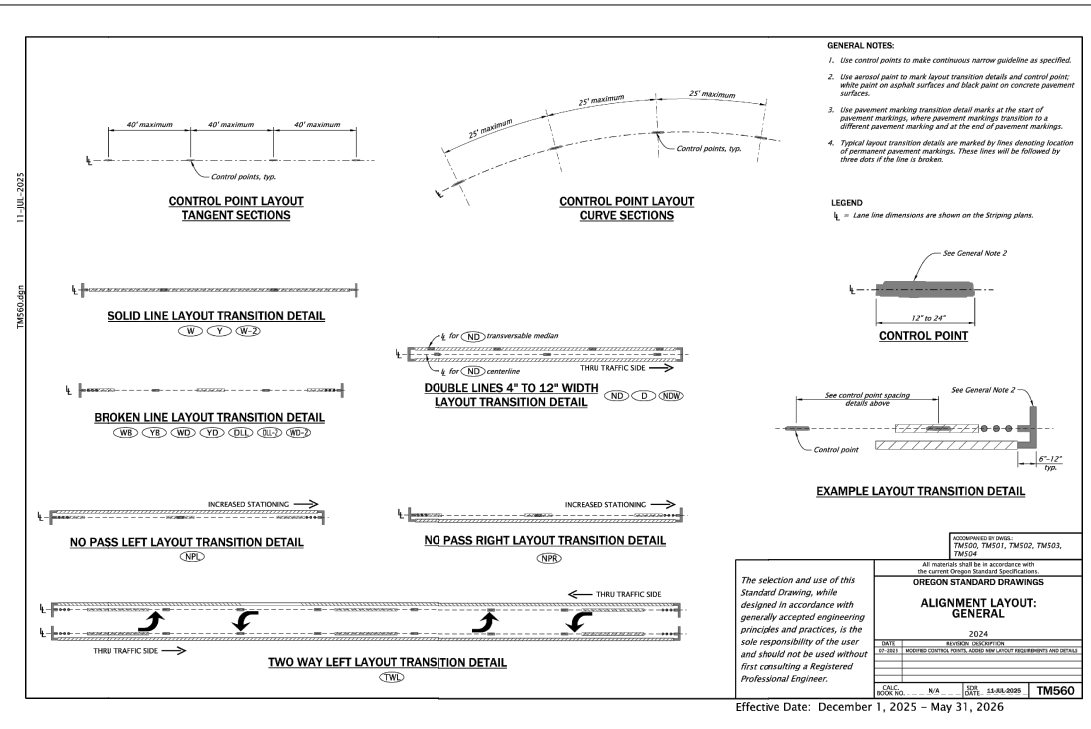 GENERAL NOTES:
1. Use control points to make continuous narrow guideline as specified.
2. Use aerosol paint to mark layout transition details and control point;
white paint on asphalt surfaces and black paint on concrete pavement
surfaces.
3. Use pavement marking transition detail marks at the start of
pavement markings, where pavement markings transition to a
different pavement marking and at the end of pavement markings.
4. Typical layout transition details are marked by lines denoting location
of permanent pavement markings. These lines will be followed by
three dots if the line is broken.
LEGEND
℄ = Lane line dimensions are shown on the Striping plans.
40' maximum 40' maximum 40' maximum
℄
Control points, typ.
CONTROL POINT LAYOUT
TANGENT SECTIONS
25' maximum 25' maximum 25' maximum
℄
Control points, typ.
CONTROL POINT LAYOUT
CURVE SECTIONS
See General Note 2
℄
12" to 24"
CONTROL POINT
℄
SOLID LINE LAYOUT TRANSITION DETAIL
W Y W-2
℄ for ND transversable median
℄
℄ for ND centerline
THRU TRAFFIC SIDE
DOUBLE LINES 4" TO 12" WIDTH
LAYOUT TRANSITION DETAIL
ND D NDW
℄
BROKEN LINE LAYOUT TRANSITION DETAIL
WB YB WD YD DLL DLL-2 WD-2
See General Note 2
See control point spacing
details above
℄
Control point
6"-12"
typ.
EXAMPLE LAYOUT TRANSITION DETAIL
INCREASED STATIONING
℄
NO PASS LEFT LAYOUT TRANSITION DETAIL
NPL
INCREASED STATIONING
℄
NO PASS RIGHT LAYOUT TRANSITION DETAIL
NPR
THRU TRAFFIC SIDE
℄
℄
THRU TRAFFIC SIDE
TWO WAY LEFT LAYOUT TRANSITION DETAIL
TWL
ACCOMPANIED BY DWGS.:
TM500, TM501, TM502, TM503,
TM504
The selection and use of this
Standard Drawing, while
designed in accordance with
generally accepted engineering
principles and practices, is the
sole responsibility of the user
and should not be used without
first consulting a Registered
Professional Engineer.
All materials shall be in accordance with
the current Oregon Standard Specifications.
OREGON STANDARD DRAWINGS
ALIGNMENT LAYOUT:
GENERAL
2024
DATE REVISION DESCRIPTION
07-2025 MODIFIED CONTROL POINTS, ADDED NEW LAYOUT REQUIREMENTS AND DETAILS
CALC. BOOK NO. N/A SDR DATE 11-JUL-2025 TM560
Effective Date: December 1, 2025 – May 31, 2026
TM560.dgn 11-JUL-2025